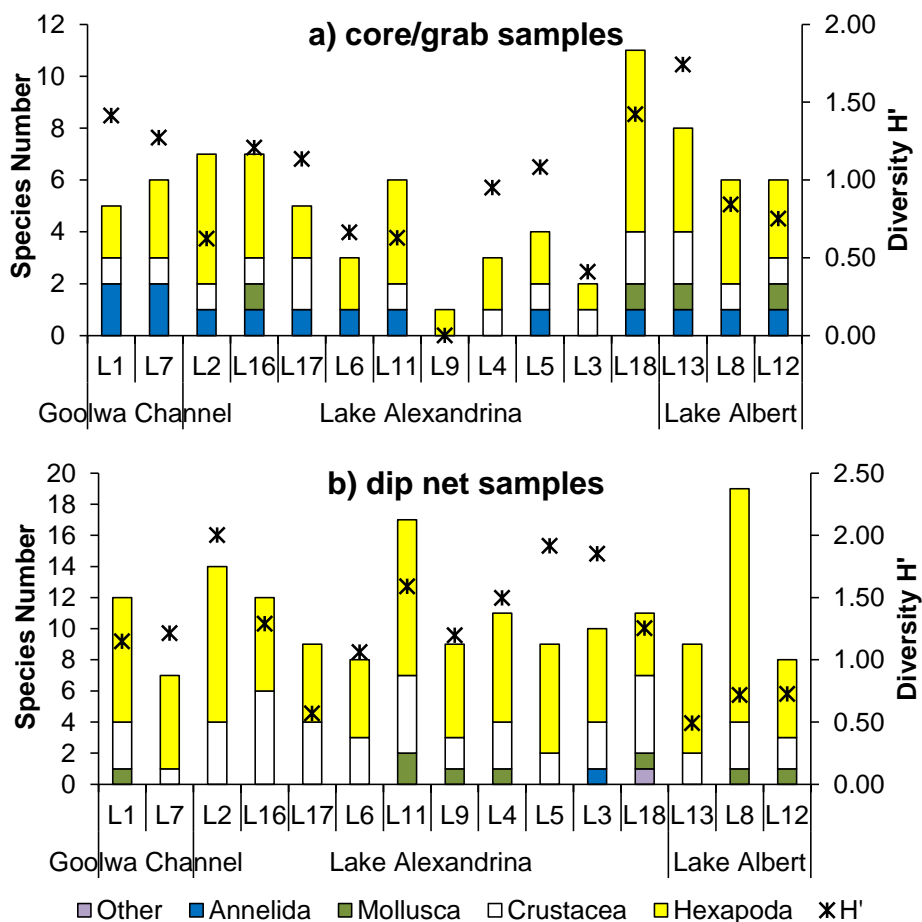 a) core/grab samples
12
10
8
6
4
2
0
Species Number
2.00
1.50
1.00
0.50
0.00
Diversity H'
L1 L7 L2 L16 L17 L6 L11 L9 L4 L5 L3 L18 L13 L8 L12
Goolwa Channel Lake Alexandrina Lake Albert
b) dip net samples
20
18
16
14
12
10
8
6
4
2
0
Species Number
2.50
2.00
1.50
1.00
0.50
0.00
Diversity H'
L1 L7 L2 L16 L17 L6 L11 L9 L4 L5 L3 L18 L13 L8 L12
Goolwa Channel Lake Alexandrina Lake Albert
Other Annelida Mollusca Crustacea Hexapoda H'